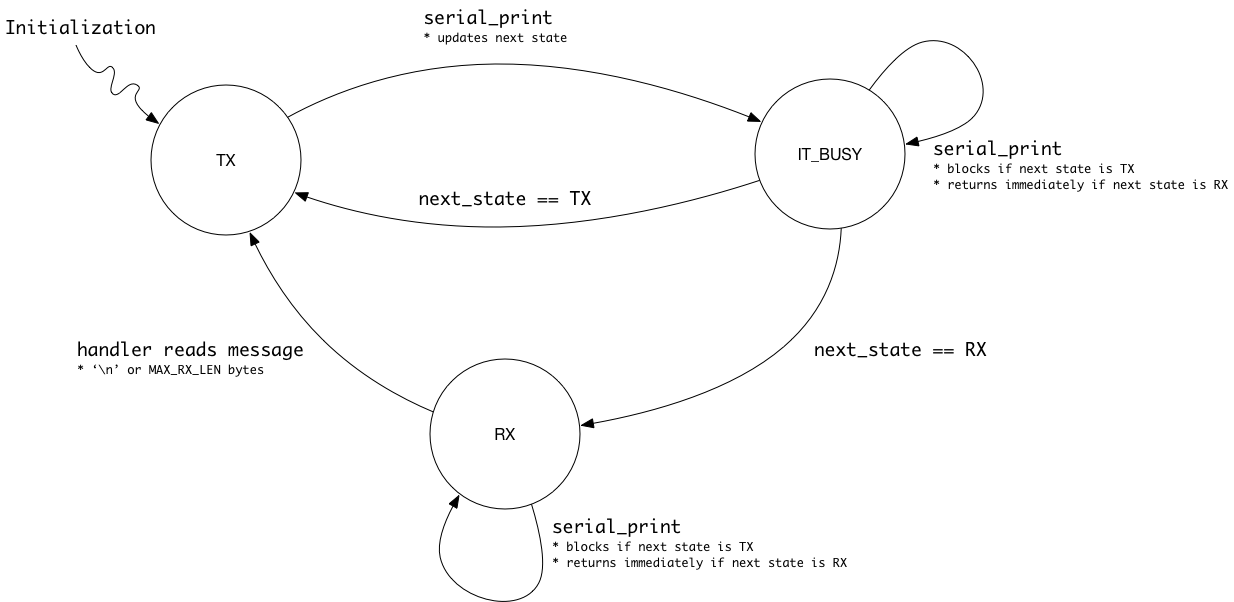 Initialization
serial_print
* updates next state
TX
IT_BUSY
serial_print
* blocks if next state is TX
* returns immediately if next state is RX
next_state == TX
handler reads message
* ‘\n’ or MAX_RX_LEN bytes
next_state == RX
RX
serial_print
* blocks if next state is TX
* returns immediately if next state is RX